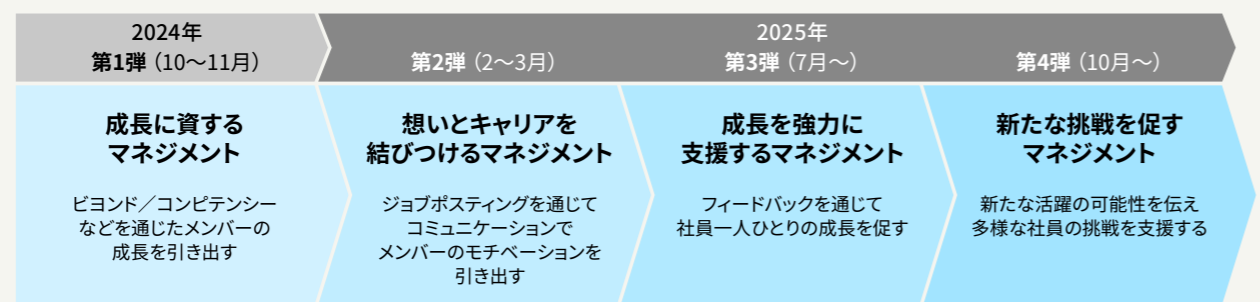 2024年
第1弾（10〜11月）
2025年
第2弾（2〜3月）
第3弾（7月〜）
第4弾（10月〜）
成長に資する
マネジメント
ビヨンド／コンピテンシー
などを通じたメンバーの
成長を引き出す
想いとキャリアを
結びつけるマネジメント
ジョブポスティングを通じて
コミュニケーションで
メンバーのモチベーションを
引き出す
成長を強力に
支援するマネジメント
フィードバックを通じて
社員一人ひとりの成長を促す
新たな挑戦を促す
マネジメント
新たな活躍の可能性を伝え
多様な社員の挑戦を支援する